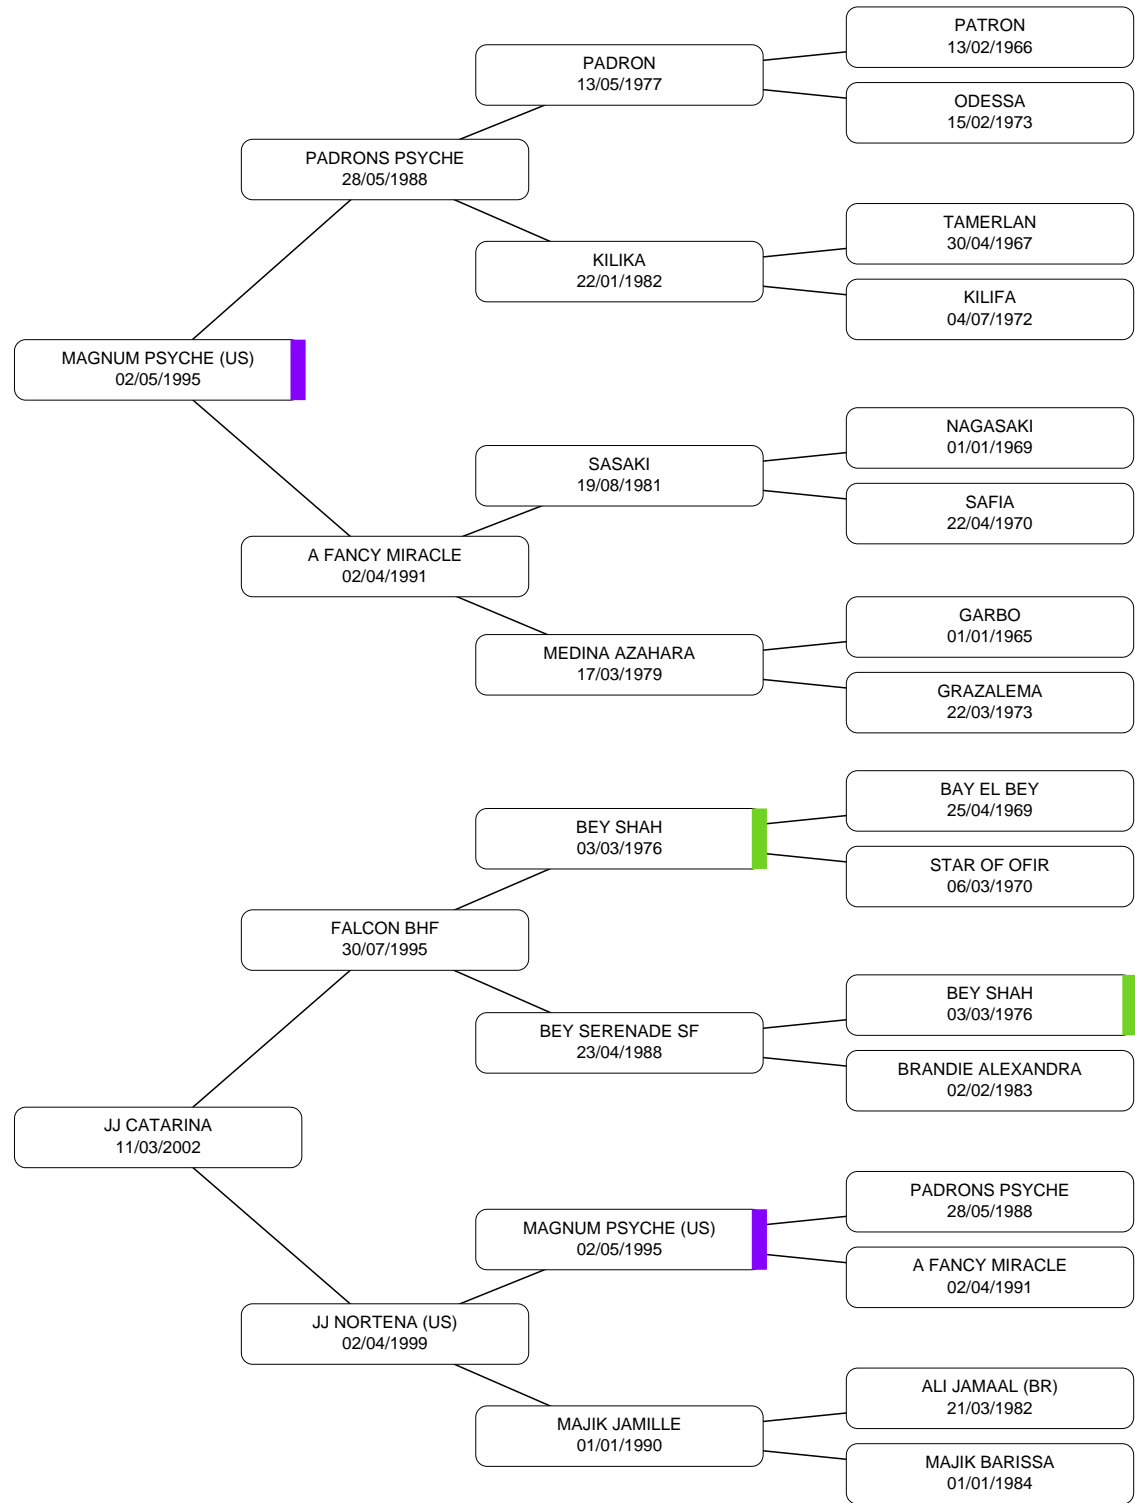 PATRON
13/02/1966
PADRON
13/05/1977
ODESSA
15/02/1973
PADRONS PSYCHE
28/05/1988
TAMERLAN
30/04/1967
KILIKA
22/01/1982
KILIFA
04/07/1972
MAGNUM PSYCHE (US)
02/05/1995
NAGASAKI
01/01/1969
SASAKI
19/08/1981
SAFIA
22/04/1970
A FANCY MIRACLE
02/04/1991
GARBO
01/01/1965
MEDINA AZAHARA
17/03/1979
GRAZALEMA
22/03/1973
BAY EL BEY
25/04/1969
BEY SHAH
03/03/1976
STAR OF OFIR
06/03/1970
FALCON BHF
30/07/1995
BEY SHAH
03/03/1976
BEY SERENADE SF
23/04/1988
BRANDIE ALEXANDRA
02/02/1983
JJ CATARINA
11/03/2002
PADRONS PSYCHE
28/05/1988
MAGNUM PSYCHE (US)
02/05/1995
A FANCY MIRACLE
02/04/1991
JJ NORTENA (US)
02/04/1999
ALI JAMAAL (BR)
21/03/1982
MAJIK JAMILLE
01/01/1990
MAJIK BARISSA
01/01/1984